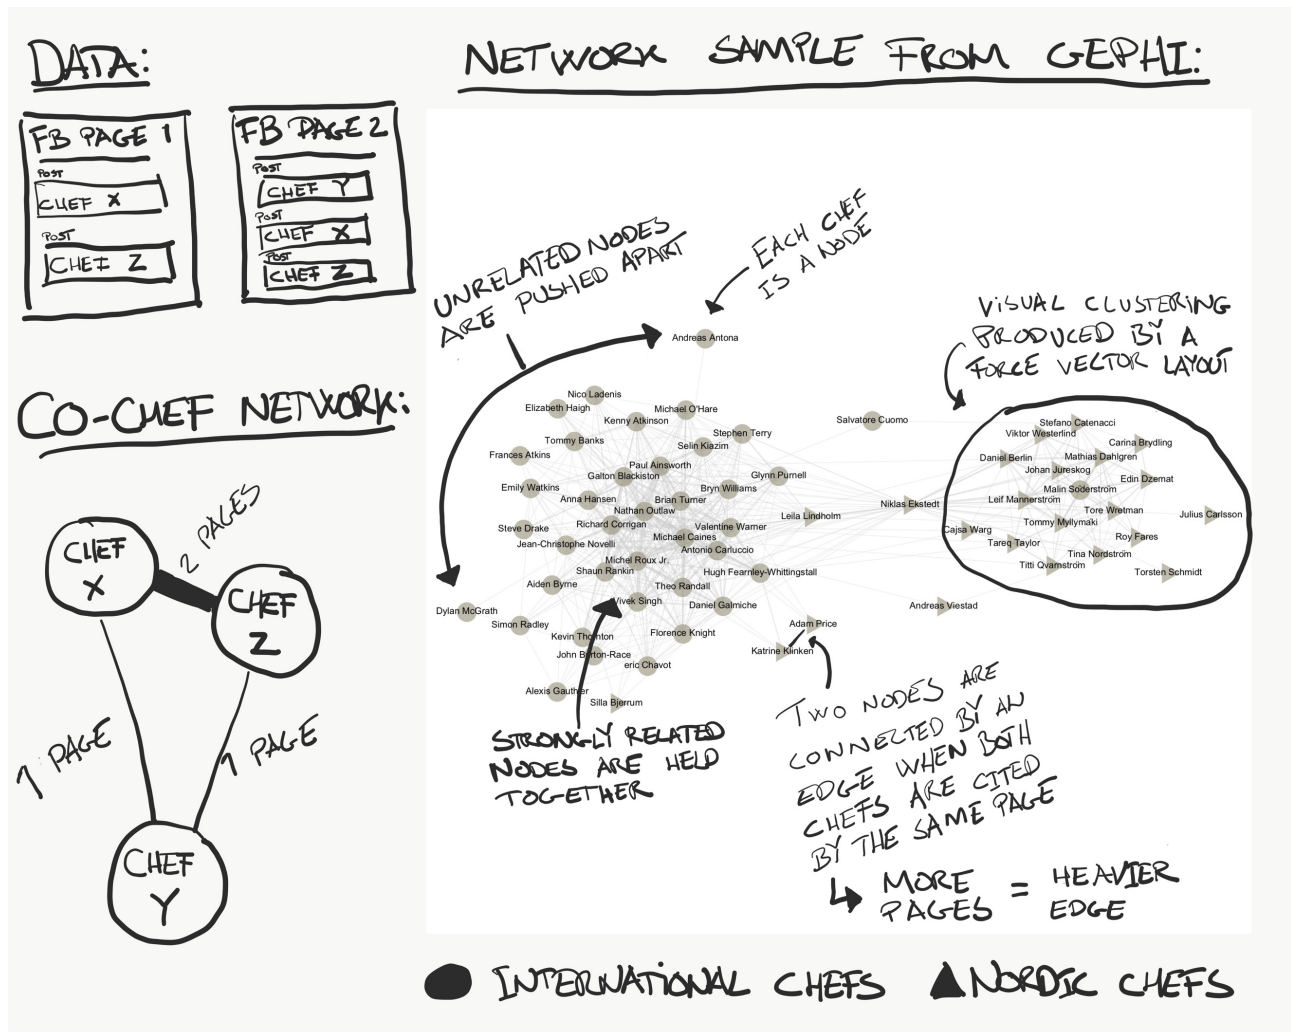 DATA:
FB PAGE 1
POST
CHEF X
POST
CHEF Z
FB PAGE 2
POST
CHEF Y
POST
CHEF X
POST
CHEF Z
CO-CHEF NETWORK:
CHEF
X
2 PAGES
CHEF
Z
1 PAGE
1 PAGE
CHEF
Y
NETWORK SAMPLE FROM GEPHI:
UNRELATED NODES
ARE PUSHED APART
EACH CHEF
IS A NODE
VISUAL CLUSTERING
PRODUCED BY A
FORCE VECTOR LAYOUT
Andreas Antona
Nico Ladenis
Elizabeth Haigh
Michael O'Hare
Kenny Atkinson
Salvatore Cuomo
Stephen Terry
Tommy Banks
Selin Kiazim
Frances Atkins
Paul Ainsworth
Galton Blackiston
Glynn Purnell
Emily Watkins
Bryn Williams
Anna Hansen
Brian Turner
Nathan Outlaw
Leila Lindholm
Niklas Ekstedt
Steve Drake
Richard Corrigan
Valentine Warner
Michael Caines
Jean-Christophe Novelli
Antonio Carluccio
Michel Roux Jr.
Shaun Rankin
Hugh Fearnley-Whittingstall
Aiden Byrne
Theo Randall
Vivek Singh
Daniel Galmiche
Dylan McGrath
Simon Radley
Adam Price
Kevin Thornton
Florence Knight
Katrine Klinken
John Burton-Race
eric Chavot
Alexis Gauthier
Silla Bjerrum
Andreas Viestad
Stefano Catenacci
Viktor Westerlind
Carina Brydling
Daniel Berlin
Mathias Dahlgren
Johan Jureskog
Edin Dzemat
Malin Soderstrom
Leif Mannerstrom
Tore Wretman
Julius Carlsson
Tommy Myllymaki
Cajsa Warg
Roy Fares
Tareq Taylor
Tina Nordstrom
Titti Qvarnstrom
Torsten Schmidt
STRONGLY RELATED
NODES ARE HELD
TOGETHER
TWO NODES ARE
CONNECTED BY AN
EDGE WHEN BOTH
CHEFS ARE CITED
BY THE SAME PAGE
MORE PAGES = HEAVIER EDGE
INTERNATIONAL CHEFS
NORDIC CHEFS